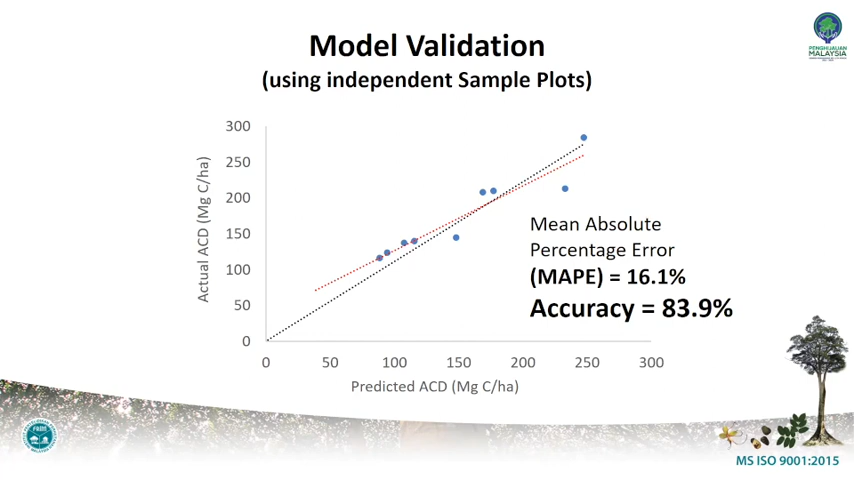 Model Validation
(using independent Sample Plots)
PENGHIJAUAN
MALAYSIA
300
250
200
150
100
50
0
Actual ACD (Mg C/ha)
0 50 100 150 200 250 300
Predicted ACD (Mg C/ha)
Mean Absolute
Percentage Error
(MAPE) = 16.1%
Accuracy = 83.9%
FRIM
MS ISO 9001:2015